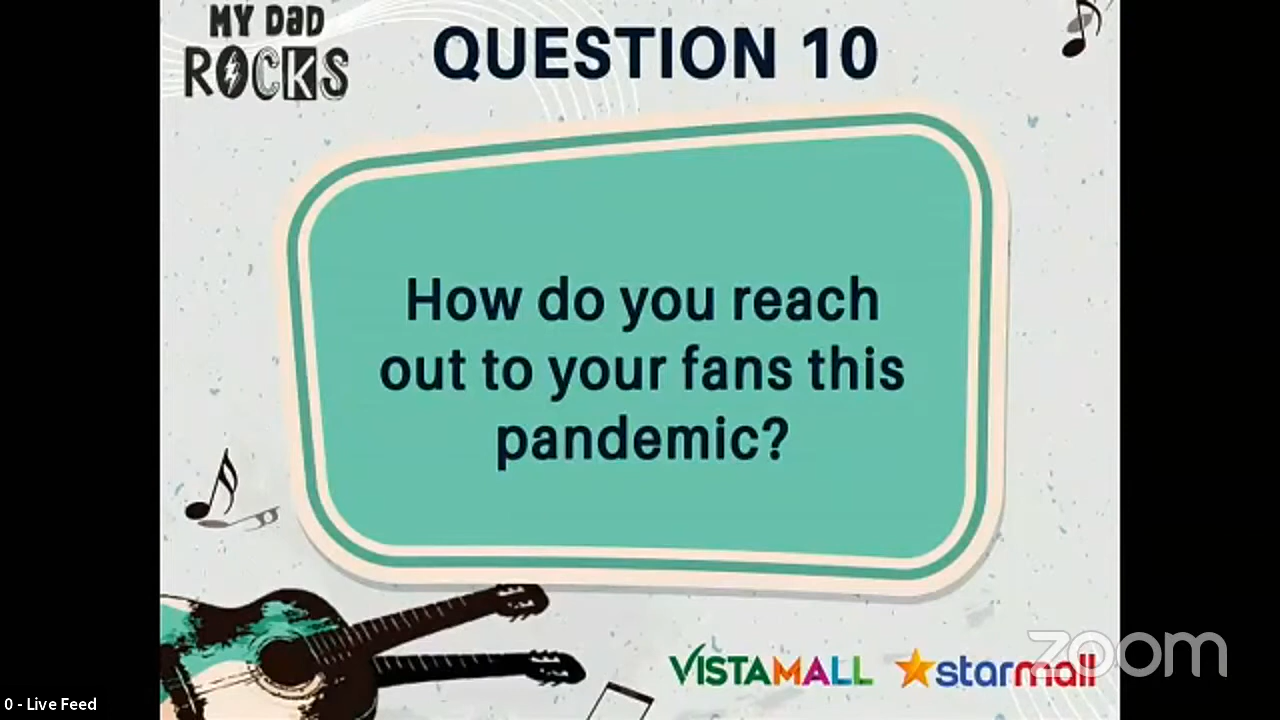 MY DaD
ROCKS
QUESTION 10
How do you reach
out to your fans this
pandemic?
VISTAMALL
starmall
zoom
0 - Live Feed